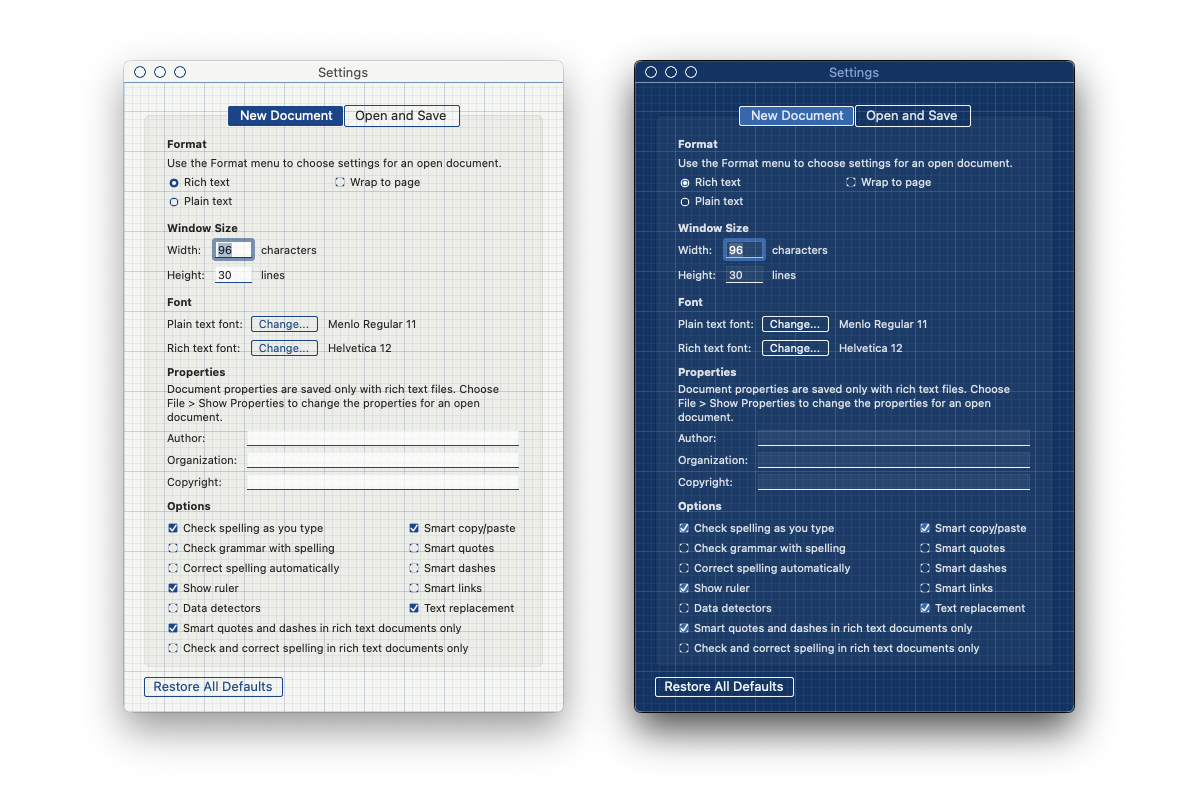 Settings
New Document Open and Save
Format
Use the Format menu to choose settings for an open document.
Rich text Wrap to page
Plain text
Window Size
Width: 96 characters
Height: 30 lines
Font
Plain text font: Change... Menlo Regular 11
Rich text font: Change... Helvetica 12
Properties
Document properties are saved only with rich text files. Choose
File > Show Properties to change the properties for an open
document.
Author:
Organization:
Copyright:
Options
Check spelling as you type Smart copy/paste
Check grammar with spelling Smart quotes
Correct spelling automatically Smart dashes
Show ruler Smart links
Data detectors Text replacement
Smart quotes and dashes in rich text documents only
Check and correct spelling in rich text documents only
Restore All Defaults
Settings
New Document Open and Save
Format
Use the Format menu to choose settings for an open document.
Rich text Wrap to page
Plain text
Window Size
Width: 96 characters
Height: 30 lines
Font
Plain text font: Change... Menlo Regular 11
Rich text font: Change... Helvetica 12
Properties
Document properties are saved only with rich text files. Choose
File > Show Properties to change the properties for an open
document.
Author:
Organization:
Copyright:
Options
Check spelling as you type Smart copy/paste
Check grammar with spelling Smart quotes
Correct spelling automatically Smart dashes
Show ruler Smart links
Data detectors Text replacement
Smart quotes and dashes in rich text documents only
Check and correct spelling in rich text documents only
Restore All Defaults